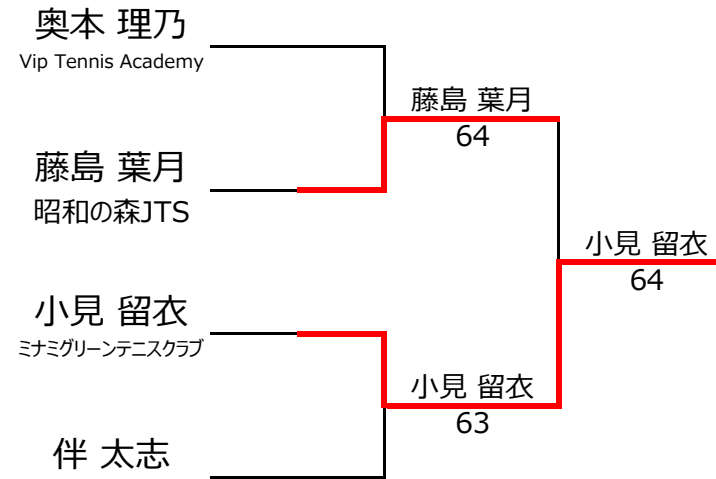 奥本 理乃
Vip Tennis Academy
藤島 葉月
64
藤島 葉月
昭和の森JTS
小見 留衣
64
小見 留衣
ミナミグリーンテニスクラブ
小見 留衣
63
伴 太志